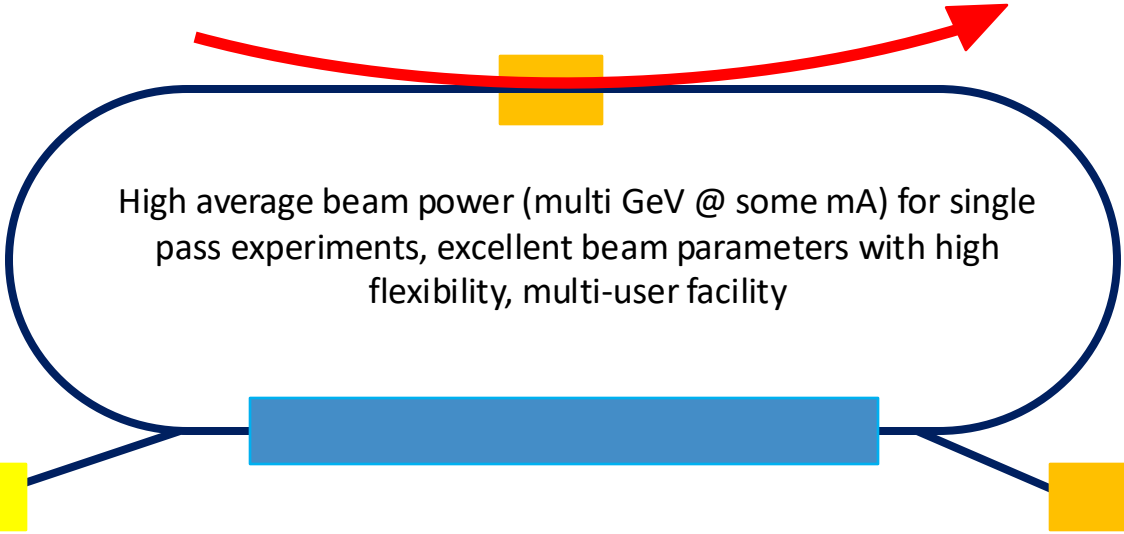 High average beam power (multi GeV @ some mA) for single
pass experiments, excellent beam parameters with high
flexibility, multi-user facility